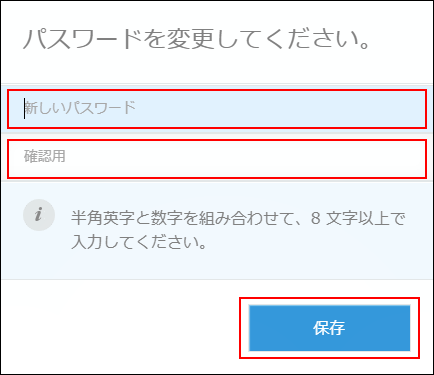 パスワードを変更してください。
新しいパスワード
確認用
i
半角英字と数字を組み合わせて、8 文字以上で
入力してください。
保存